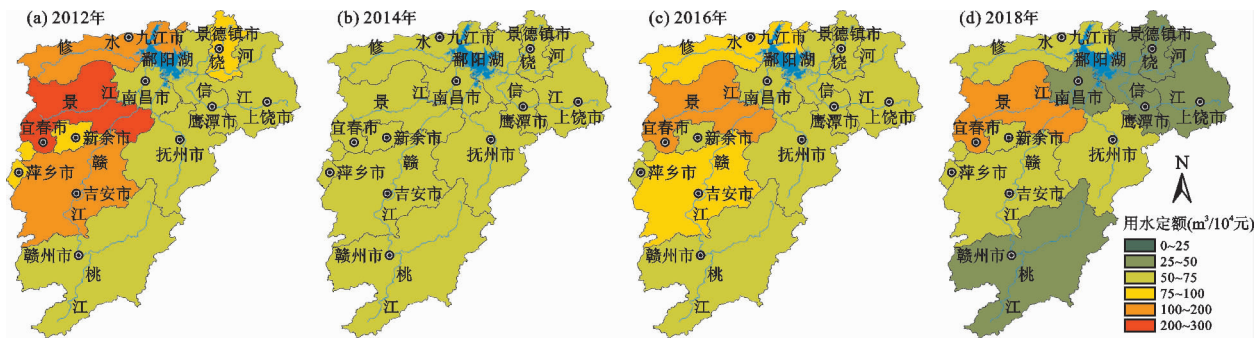 (a) 2012年
修
水
九江市
景德镇市
饶
河
鄱阳湖
景
江
南昌市
信
江
鹰潭市
上饶市
宜春市
新余市
抚州市
萍乡市
赣
吉安市
江
赣州市
桃
江
(b) 2014年
修
水
九江市
景德镇市
饶
河
鄱阳湖
景
江
南昌市
信
江
鹰潭市
上饶市
宜春市
新余市
抚州市
萍乡市
赣
吉安市
江
赣州市
桃
江
(c) 2016年
修
水
九江市
景德镇市
饶
河
鄱阳湖
景
江
南昌市
信
江
鹰潭市
上饶市
宜春市
新余市
抚州市
萍乡市
赣
吉安市
江
赣州市
桃
江
(d) 2018年
修
水
九江市
景德镇市
饶
河
鄱阳湖
景
江
南昌市
信
江
鹰潭市
上饶市
宜春市
新余市
抚州市
萍乡市
赣
吉安市
江
赣州市
桃
江
N
用水定额(m³/10⁴元)
0~25
25~50
50~75
75~100
100~200
200~300